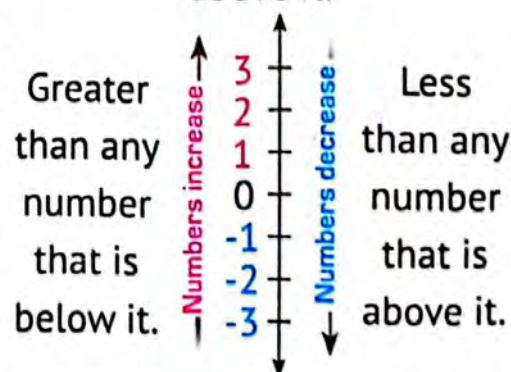 Greater
than any
number
that is
below it.
Numbers increase
3
2
1
0
-1
-2
-3
Numbers decrease
Less
than any
number
that is
above it.